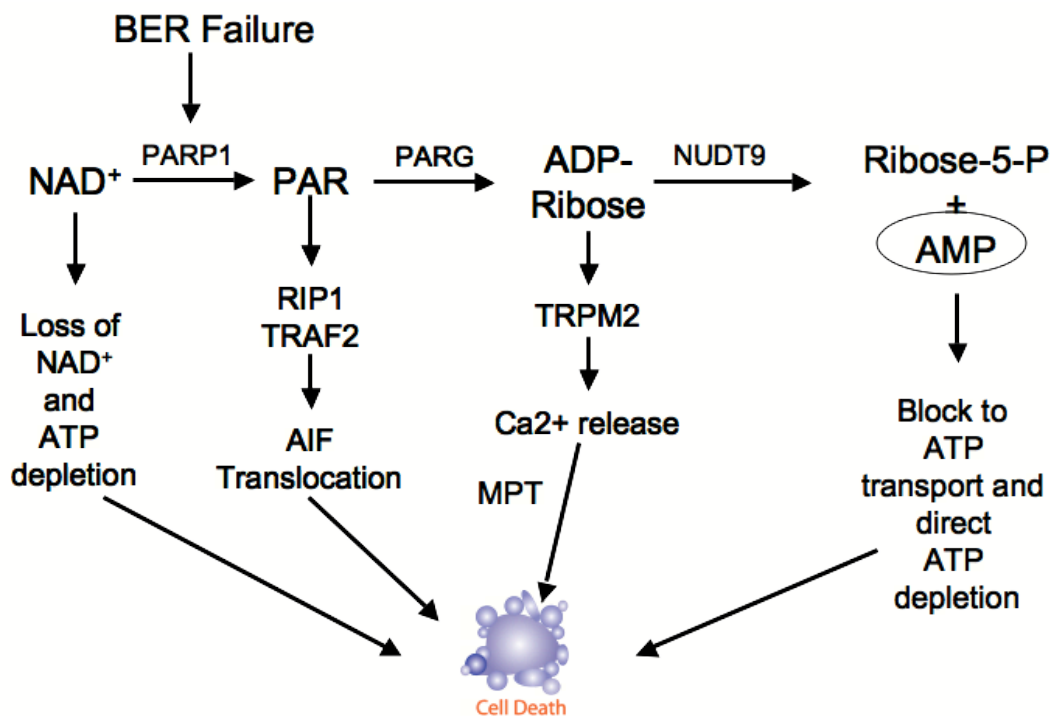 BER Failure
PARP1
PARG
NUDT9
NAD⁺
PAR
ADP-
Ribose
Ribose-5-P
+
AMP
Loss of
NAD⁺
and
ATP
depletion
RIP1
TRAF2
AIF
Translocation
TRPM2
Ca2+ release
MPT
Block to
ATP
transport and
direct
ATP
depletion
Cell Death